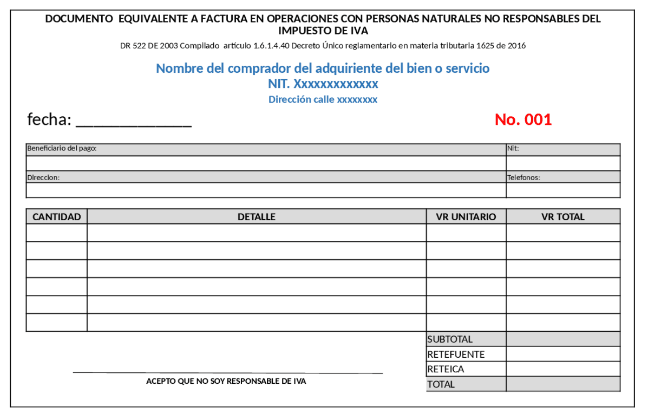 DOCUMENTO EQUIVALENTE A FACTURA EN OPERACIONES CON PERSONAS NATURALES NO RESPONSABLES DEL
IMPUESTO DE IVA
DR 522 DE 2003 Compliado articulo 1.6.1.4.40 Decreto Único reglamentario en materia tributaria 1625 de 2016
Nombre del comprador del adquiriente del bien o servicio
NIT. Xxxxxxxxxxxxx
Dirección calle xxxxxxxx
fecha: _____________ No. 001
Beneficiario del pago: Nit:
Direccion: Telefonos:
CANTIDAD DETALLE VR UNITARIO VR TOTAL
SUBTOTAL
RETEFUENTE
RETEICA
ACEPTO QUE NO SOY RESPONSABLE DE IVA TOTAL